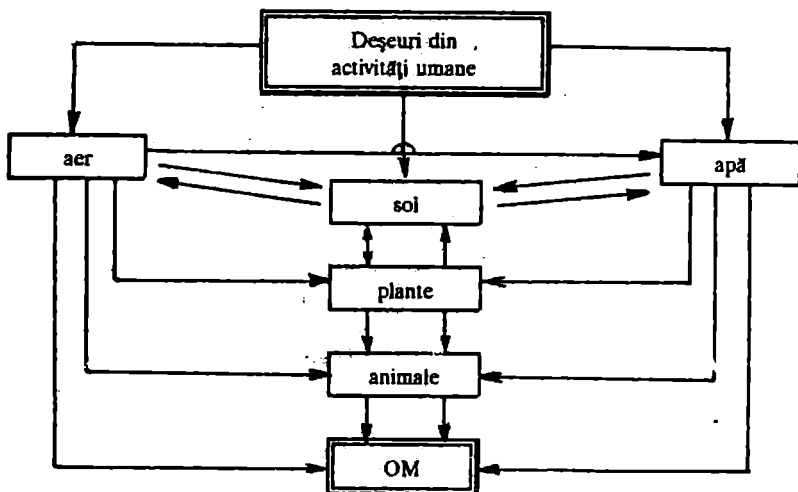 Deşeuri din
activităţi umane
aer
apă
sol
plante
animale
OM